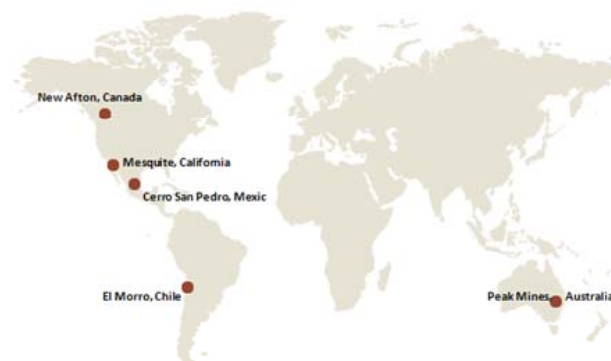 New Afton, Canada
Mesquite, California
Cerro San Pedro, Mexic
El Morro, Chile
Peak Mines, Australia